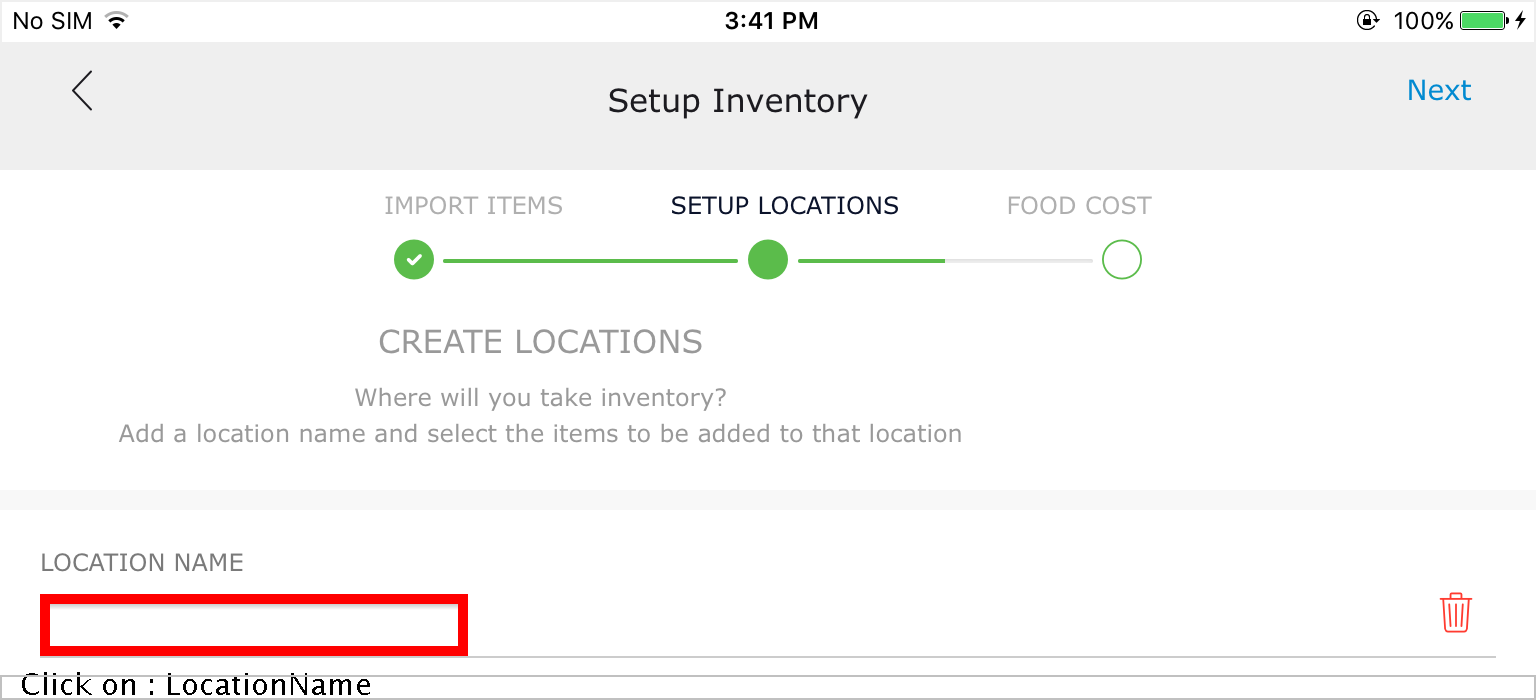 No SIM 3:41 PM 100%
Setup Inventory Next
IMPORT ITEMS SETUP LOCATIONS FOOD COST
CREATE LOCATIONS
Where will you take inventory?
Add a location name and select the items to be added to that location
LOCATION NAME
Click on : LocationName